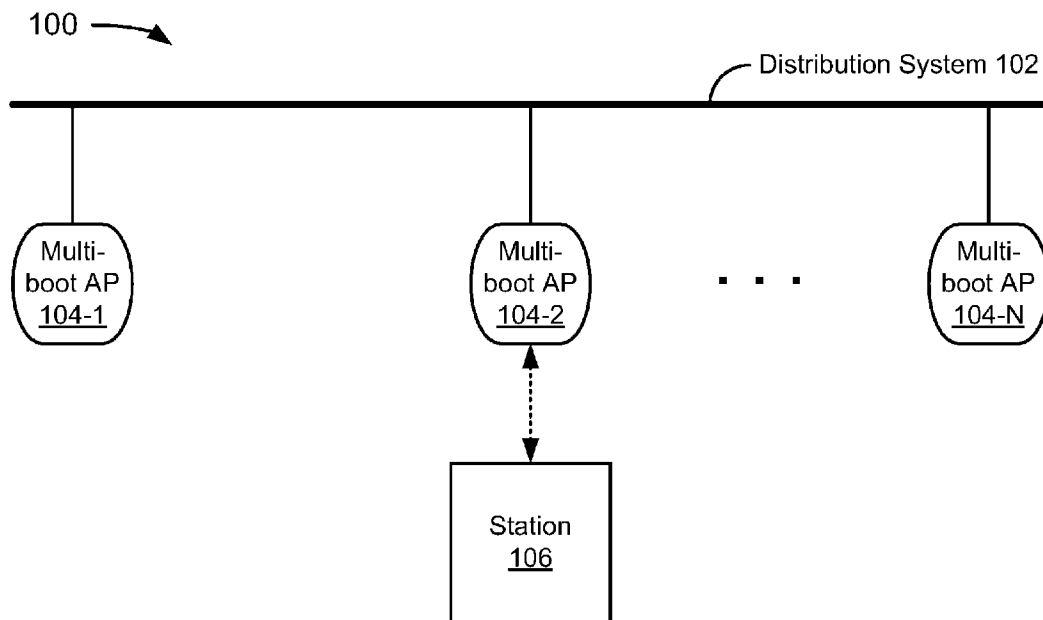 100
Distribution System 102
Multi-
boot AP
104-1
Multi-
boot AP
104-2
. . .
Multi-
boot AP
104-N
Station
106